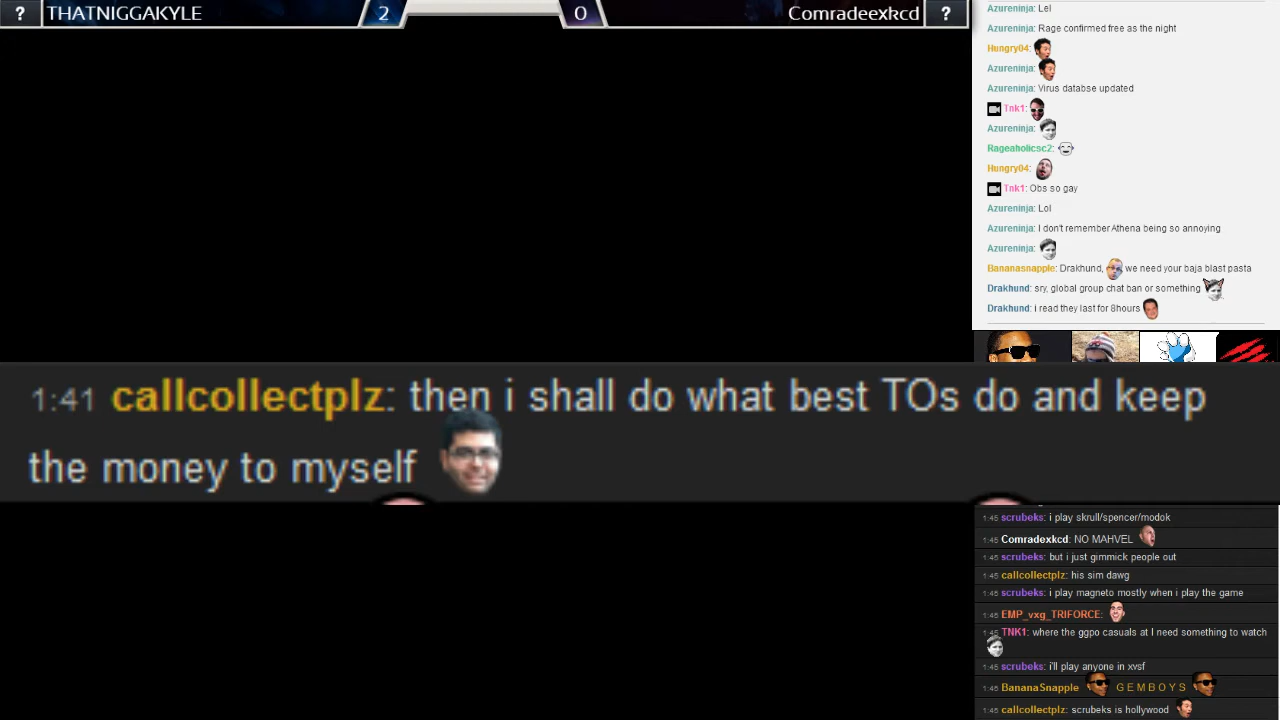 ? THATNIGGAKYLE 2 0 Comradeexkcd ?
Azureninja: Lel
Azureninja: Rage confirmed free as the night
Hungry04:
Azureninja:
Azureninja: Virus databse updated
Tnk1:
Azureninja:
Rageaholicsc2:
Hungry04:
Tnk1: Obs so gay
Azureninja: Lol
Azureninja: I don't remember Athena being so annoying
Azureninja:
Bananasnapple: Drakhund, we need your baja blast pasta
Drakhund: sry, global group chat ban or something
Drakhund: i read they last for 8hours
1:41 callcollectplz: then i shall do what best TOs do and keep
the money to myself
1:45 scrubeks: i play skrull/spencer/modok
Comradexkcd: NO MAHVEL
1:45 scrubeks: but i just gimmick people out
1:45 callcollectplz: his sim dawg
1:45 scrubeks: i play magneto mostly when i play the game
1:45 EMP_vxg_TRIFORCE:
1:45 TNK1: where the ggpo casuals at I need something to watch
1:45 scrubeks: i'll play anyone in xvsf
1:45 BananaSnapple G E M B O Y S
1:45 callcollectplz: scrubeks is hollywood